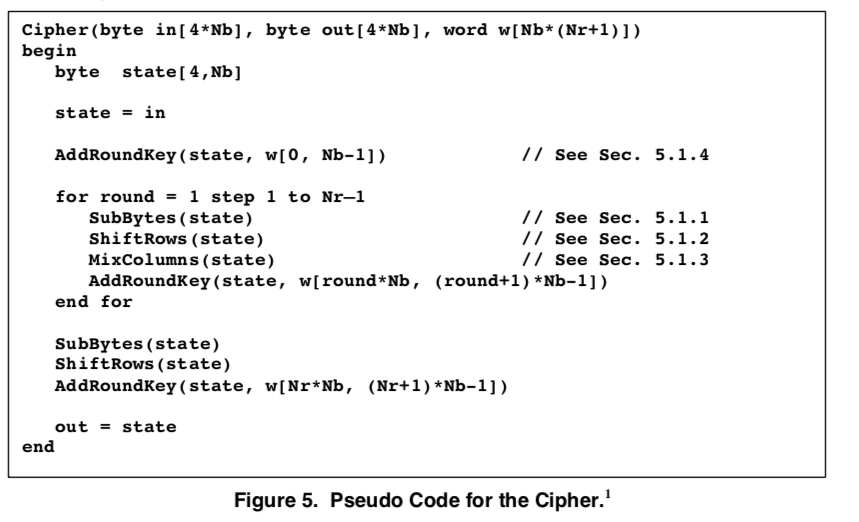 Cipher(byte in[4*Nb], byte out[4*Nb], word w[Nb*(Nr+1)])
begin
byte state[4,Nb]
state = in
AddRoundKey(state, w[0, Nb-1]) // See Sec. 5.1.4
for round = 1 step 1 to Nr–1
SubBytes(state) // See Sec. 5.1.1
ShiftRows(state) // See Sec. 5.1.2
MixColumns(state) // See Sec. 5.1.3
AddRoundKey(state, w[round*Nb, (round+1)*Nb-1])
end for
SubBytes(state)
ShiftRows(state)
AddRoundKey(state, w[Nr*Nb, (Nr+1)*Nb-1])
out = state
end
Figure 5. Pseudo Code for the Cipher.¹